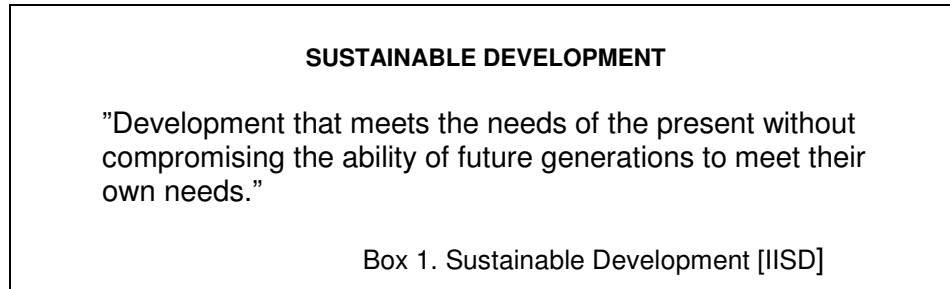 SUSTAINABLE DEVELOPMENT
”Development that meets the needs of the present without
compromising the ability of future generations to meet their
own needs.”
Box 1. Sustainable Development [IISD]